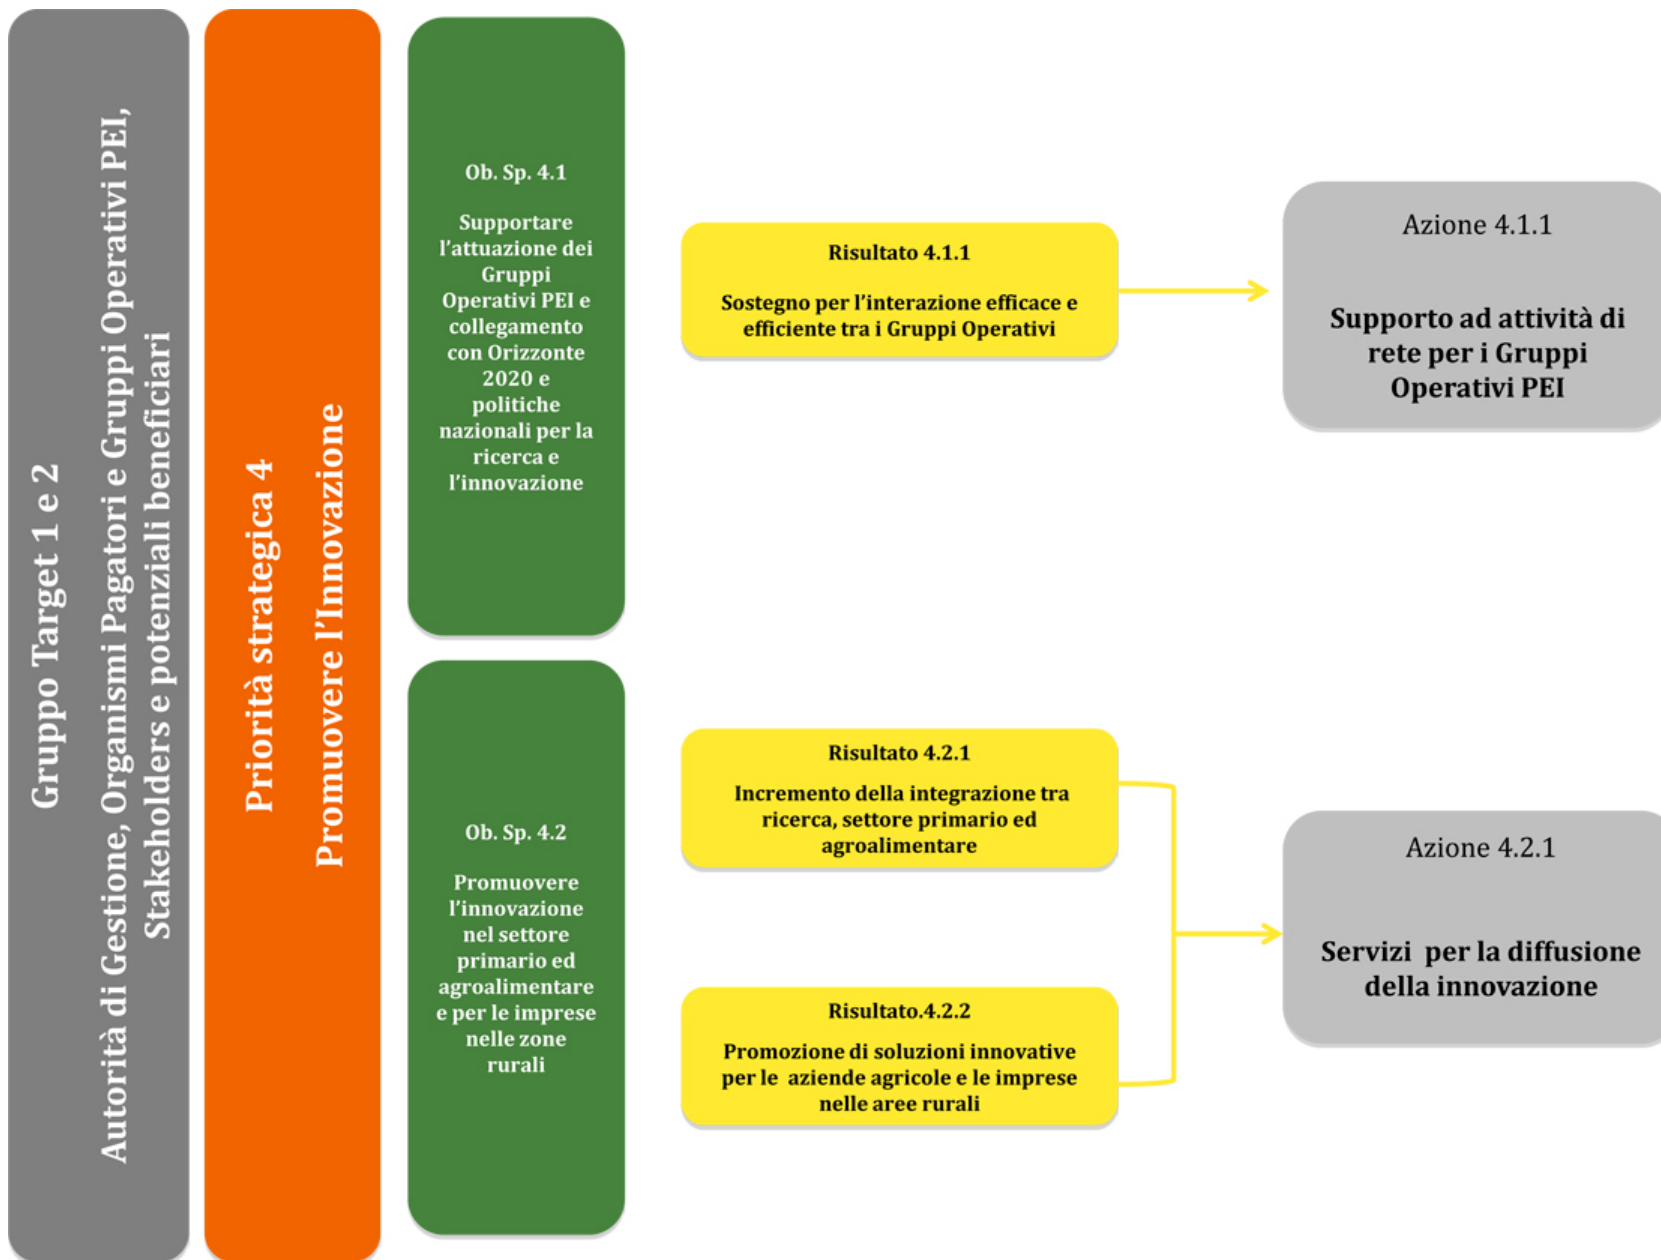 Gruppo Target 1 e 2
Autorità di Gestione, Organismi Pagatori e Gruppi Operativi PEI,
Stakeholders e potenziali beneficiari
Priorità strategica 4
Promuovere l'Innovazione
Ob. Sp. 4.1
Supportare
l'attuazione dei
Gruppi
Operativi PEI e
collegamento
con Orizzonte
2020 e
politiche
nazionali per la
ricerca e
l'innovazione
Risultato 4.1.1
Sostegno per l'interazione efficace e
efficiente tra i Gruppi Operativi
Azione 4.1.1
Supporto ad attività di
rete per i Gruppi
Operativi PEI
Ob. Sp. 4.2
Promuovere
l'innovazione
nel settore
primario ed
agroalimentare
e per le imprese
nelle zone
rurali
Risultato 4.2.1
Incremento della integrazione tra
ricerca, settore primario ed
agroalimentare
Risultato.4.2.2
Promozione di soluzioni innovative
per le aziende agricole e le imprese
nelle aree rurali
Azione 4.2.1
Servizi per la diffusione
della innovazione